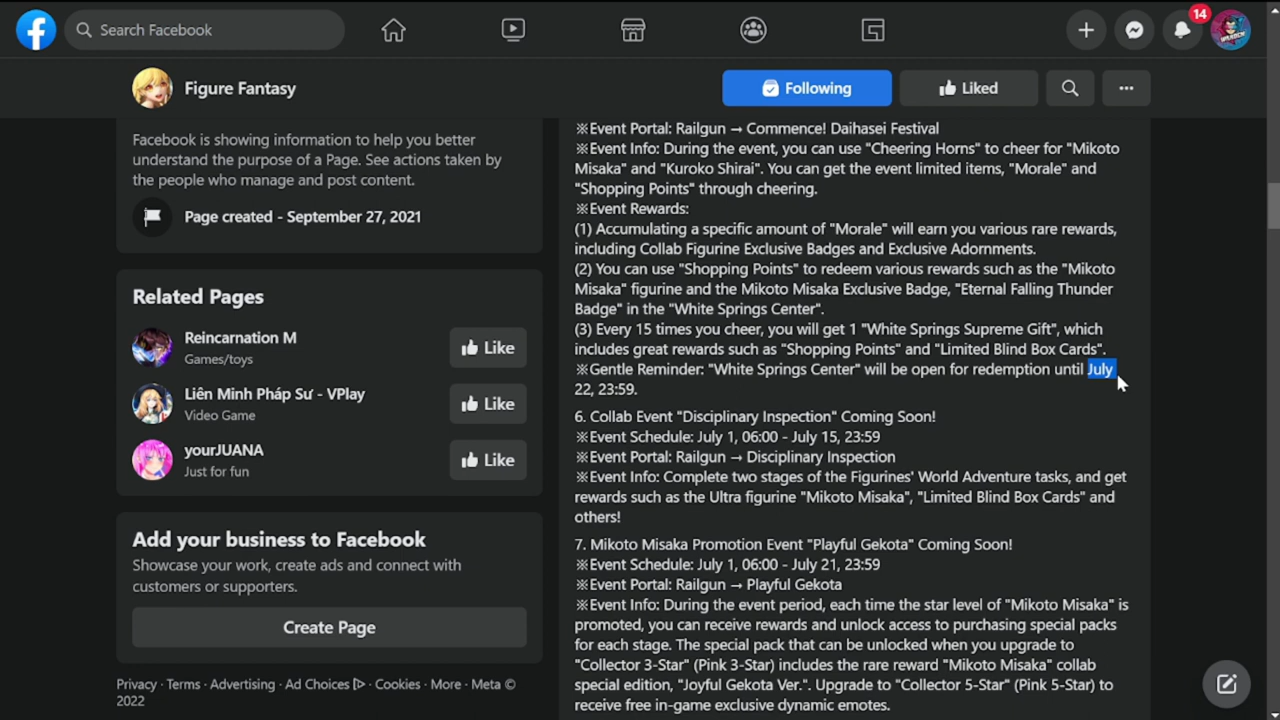 Search Facebook
14
Figure Fantasy
Following
Liked
Facebook is showing information to help you better
understand the purpose of a Page. See actions taken by
the people who manage and post content.
Page created - September 27, 2021
Related Pages
Reincarnation M
Games/toys
Like
Liên Minh Pháp Sư - VPlay
Video Game
Like
yourJUANA
Just for fun
Like
Add your business to Facebook
Showcase your work, create ads and connect with
customers or supporters.
Create Page
Privacy · Terms · Advertising · Ad Choices · Cookies · More · Meta ©
2022
※Event Portal: Railgun → Commence! Daihasei Festival
※Event Info: During the event, you can use "Cheering Horns" to cheer for "Mikoto
Misaka" and "Kuroko Shirai". You can get the event limited items, "Morale" and
"Shopping Points" through cheering.
※Event Rewards:
(1) Accumulating a specific amount of "Morale" will earn you various rare rewards,
including Collab Figurine Exclusive Badges and Exclusive Adornments.
(2) You can use "Shopping Points" to redeem various rewards such as the "Mikoto
Misaka" figurine and the Mikoto Misaka Exclusive Badge, "Eternal Falling Thunder
Badge" in the "White Springs Center".
(3) Every 15 times you cheer, you will get 1 "White Springs Supreme Gift", which
includes great rewards such as "Shopping Points" and "Limited Blind Box Cards".
※Gentle Reminder: "White Springs Center" will be open for redemption until July
22, 23:59.
6. Collab Event "Disciplinary Inspection" Coming Soon!
※Event Schedule: July 1, 06:00 - July 15, 23:59
※Event Portal: Railgun → Disciplinary Inspection
※Event Info: Complete two stages of the Figurines' World Adventure tasks, and get
rewards such as the Ultra figurine "Mikoto Misaka", "Limited Blind Box Cards" and
others!
7. Mikoto Misaka Promotion Event "Playful Gekota" Coming Soon!
※Event Schedule: July 1, 06:00 - July 21, 23:59
※Event Portal: Railgun → Playful Gekota
※Event Info: During the event period, each time the star level of "Mikoto Misaka" is
promoted, you can receive rewards and unlock access to purchasing special packs
for each stage. The special pack that can be unlocked when you upgrade to
"Collector 3-Star" (Pink 3-Star) includes the rare reward "Mikoto Misaka" collab
special edition, "Joyful Gekota Ver.". Upgrade to "Collector 5-Star" (Pink 5-Star) to
receive free in-game exclusive dynamic emotes.